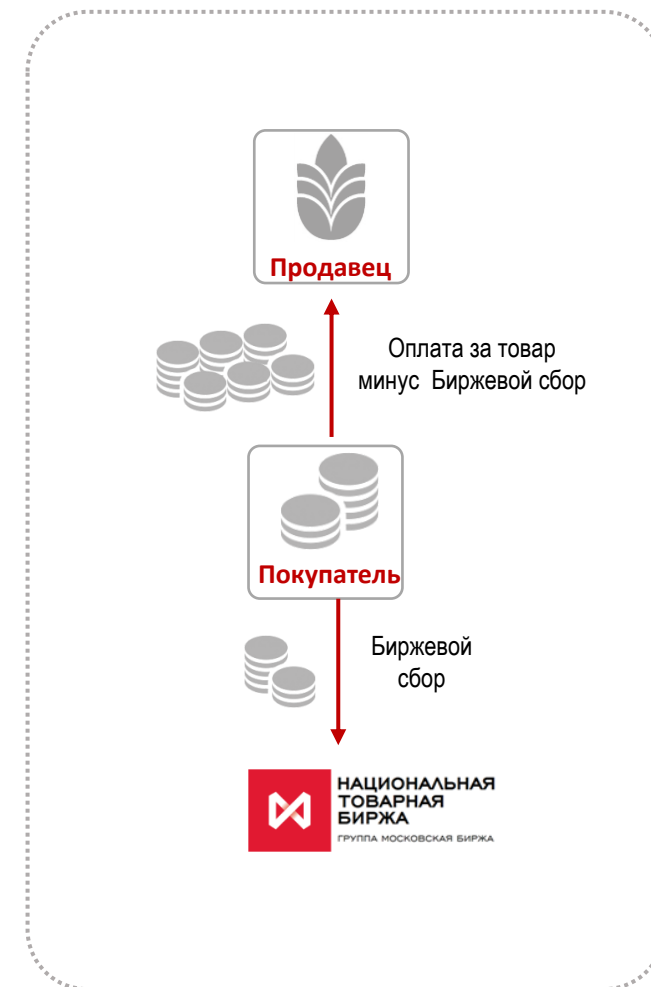 Продавец
Оплата за товар
минус Биржевой сбор
Покупатель
Биржевой
сбор
НАЦИОНАЛЬНАЯ
ТОВАРНАЯ
БИРЖА
ГРУППА МОСКОВСКАЯ БИРЖА